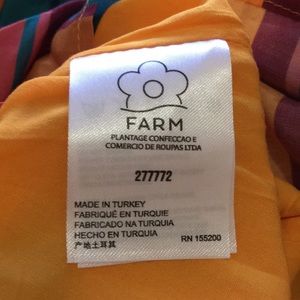 FARM
PLANTAGE CONFECCAO E
COMERCIO DE ROUPAS LTDA
277772
MADE IN TURKEY
FABRIQUÉ EN TURQUIE
FABRICADO NA TURQUIA
HECHO EN TURQUIA
产地土耳其
RN 155200